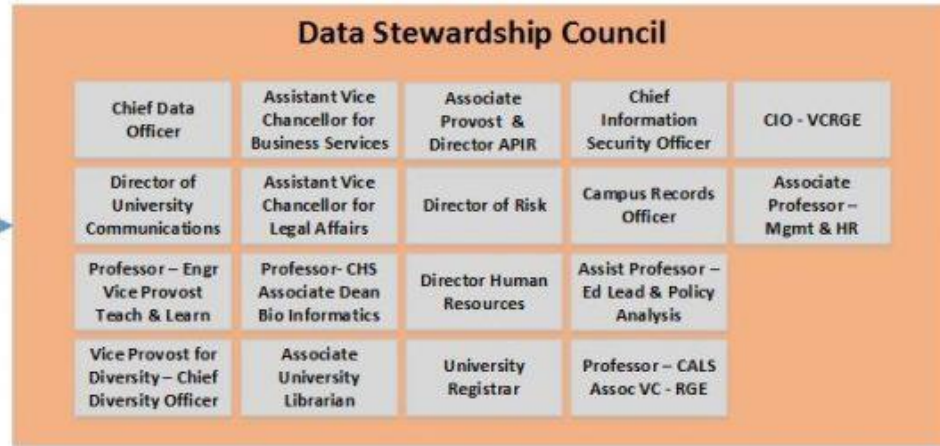 Data Stewardship Council
Chief Data
Officer
Assistant Vice
Chancellor for
Business Services
Associate
Provost &
Director APIR
Chief
Information
Security Officer
CIO - VCRGE
Director of
University
Communications
Assistant Vice
Chancellor for
Legal Affairs
Director of Risk
Campus Records
Officer
Associate
Professor –
Mgmt & HR
Professor – Engr
Vice Provost
Teach & Learn
Professor- CHS
Associate Dean
Bio Informatics
Director Human
Resources
Assist Professor –
Ed Lead & Policy
Analysis
Vice Provost for
Diversity – Chief
Diversity Officer
Associate
University
Librarian
University
Registrar
Professor – CALS
Assoc VC - RGE